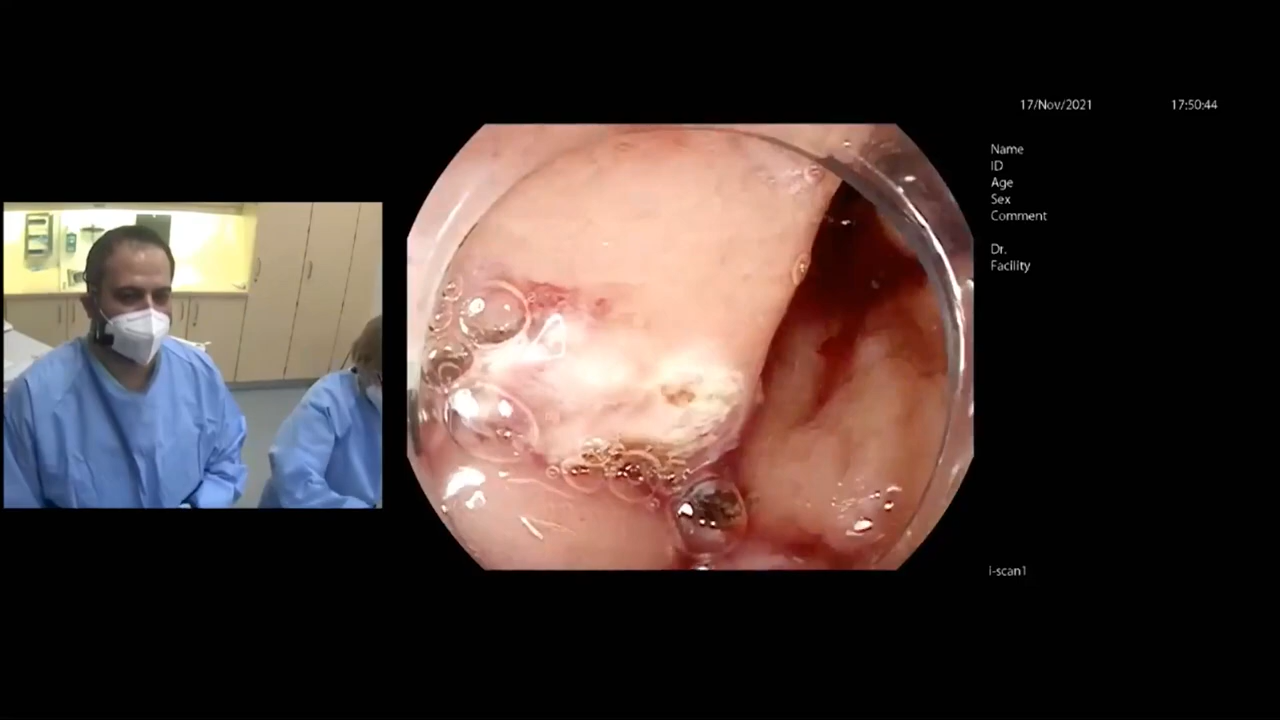 17/Nov/2021 17:50:44
Name
ID
Age
Sex
Comment
Dr.
Facility
i-scan1